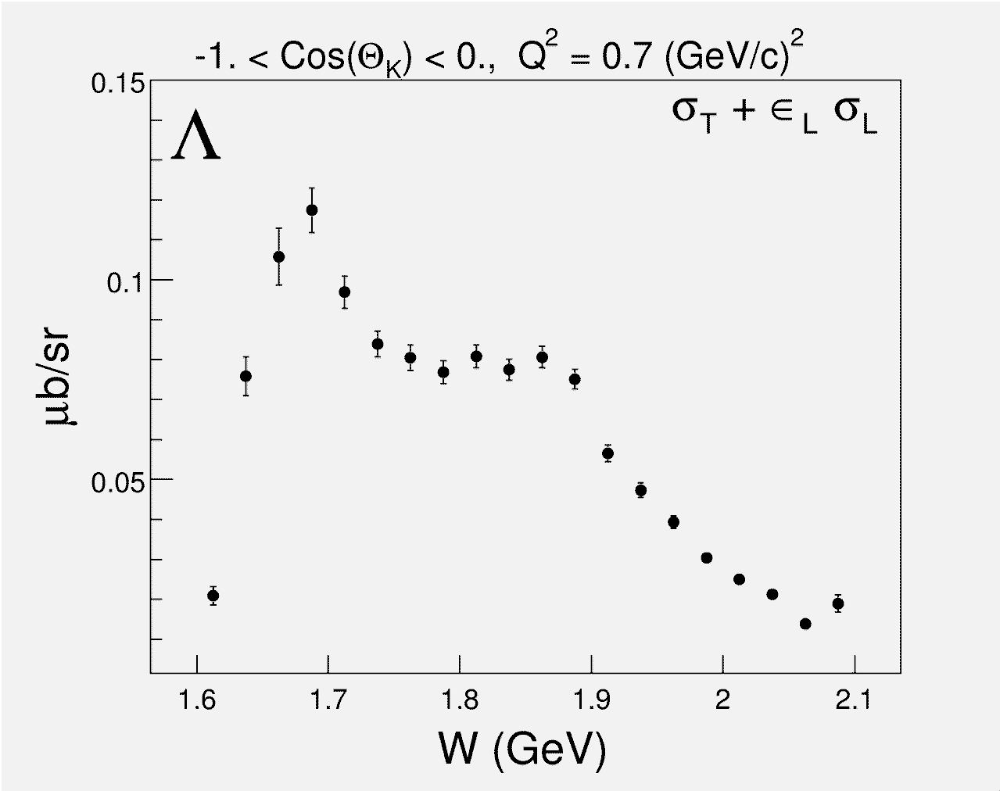 -1. < Cos(Θ_K) < 0., Q² = 0.7 (GeV/c)²
0.15
Λ
σ_T + ∈_L σ_L
0.1
μb/sr
0.05
1.6 1.7 1.8 1.9 2 2.1
W (GeV)